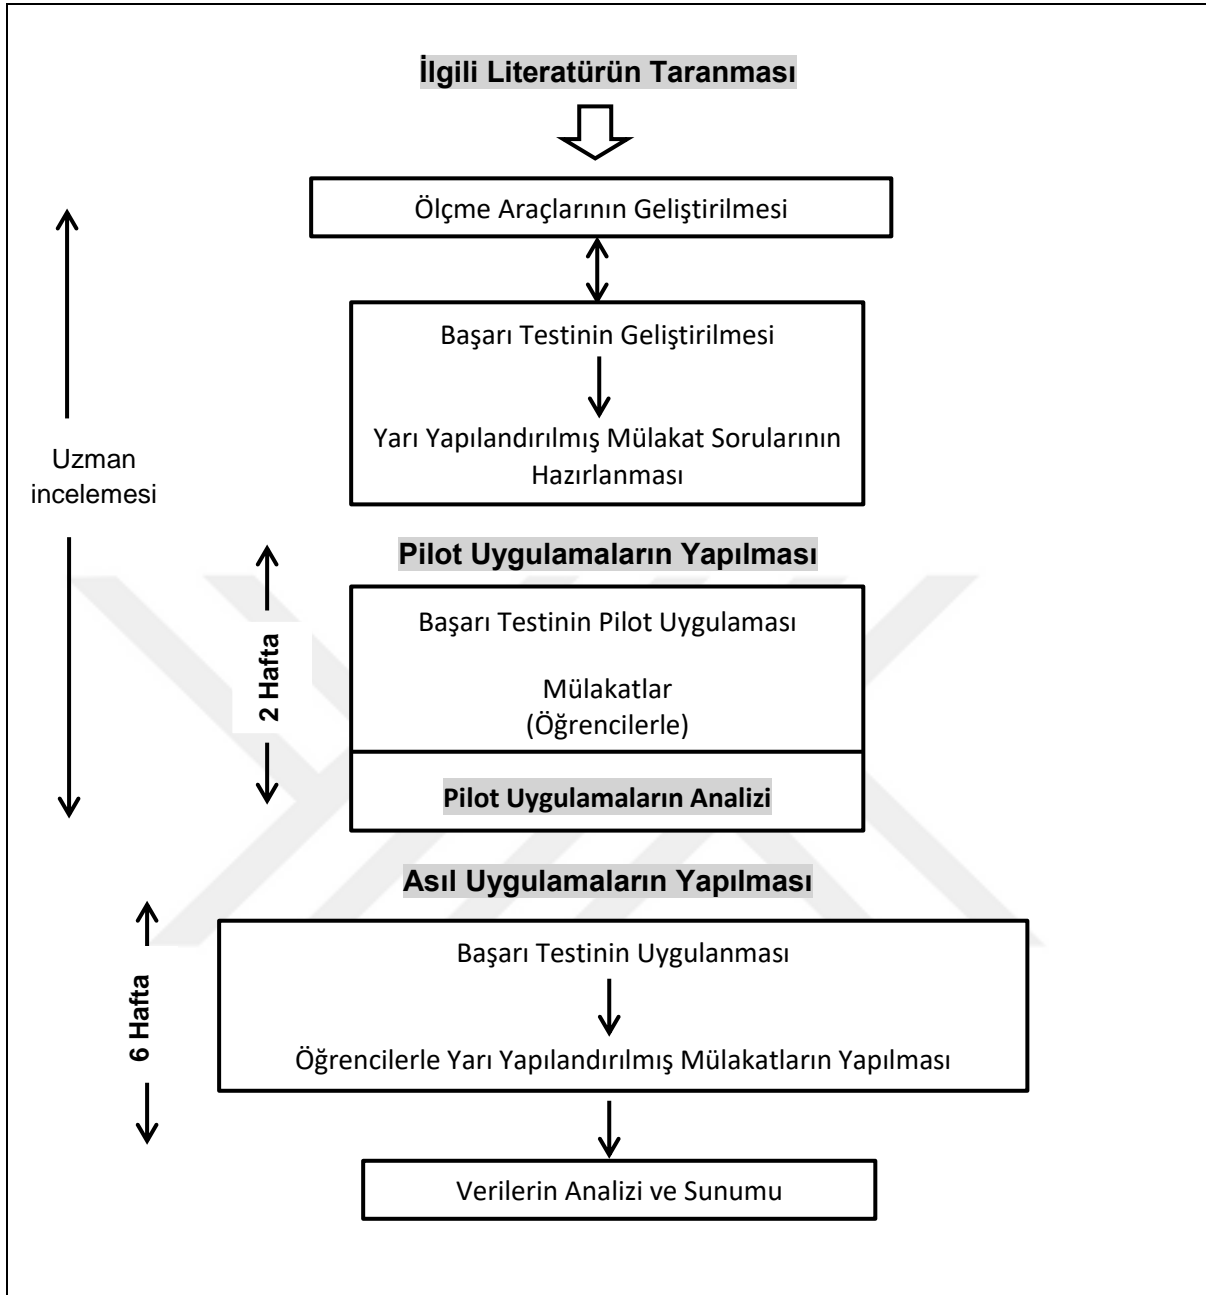 İlgili Literatürün Taranması
Ölçme Araçlarının Geliştirilmesi
Başarı Testinin Geliştirilmesi
Yarı Yapılandırılmış Mülakat Sorularının
Hazırlanması
Uzman
incelemesi
Pilot Uygulamaların Yapılması
2 Hafta
Başarı Testinin Pilot Uygulaması
Mülakatlar
(Öğrencilerle)
Pilot Uygulamaların Analizi
Asıl Uygulamaların Yapılması
6 Hafta
Başarı Testinin Uygulanması
Öğrencilerle Yarı Yapılandırılmış Mülakatların Yapılması
Verilerin Analizi ve Sunumu